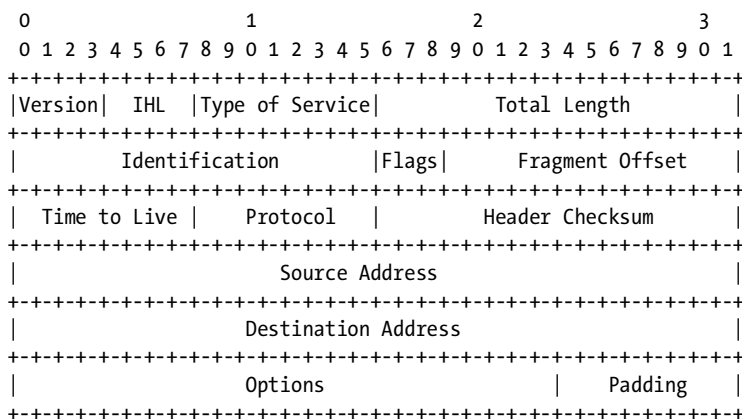 0                   1                   2                   3
 0 1 2 3 4 5 6 7 8 9 0 1 2 3 4 5 6 7 8 9 0 1 2 3 4 5 6 7 8 9 0 1
+-+-+-+-+-+-+-+-+-+-+-+-+-+-+-+-+-+-+-+-+-+-+-+-+-+-+-+-+-+-+-+-+
|Version|  IHL  |Type of Service|          Total Length         |
+-+-+-+-+-+-+-+-+-+-+-+-+-+-+-+-+-+-+-+-+-+-+-+-+-+-+-+-+-+-+-+-+
|         Identification        |Flags|      Fragment Offset    |
+-+-+-+-+-+-+-+-+-+-+-+-+-+-+-+-+-+-+-+-+-+-+-+-+-+-+-+-+-+-+-+-+
|  Time to Live |    Protocol   |         Header Checksum       |
+-+-+-+-+-+-+-+-+-+-+-+-+-+-+-+-+-+-+-+-+-+-+-+-+-+-+-+-+-+-+-+-+
|                       Source Address                          |
+-+-+-+-+-+-+-+-+-+-+-+-+-+-+-+-+-+-+-+-+-+-+-+-+-+-+-+-+-+-+-+-+
|                    Destination Address                        |
+-+-+-+-+-+-+-+-+-+-+-+-+-+-+-+-+-+-+-+-+-+-+-+-+-+-+-+-+-+-+-+-+
|                    Options                    |    Padding    |
+-+-+-+-+-+-+-+-+-+-+-+-+-+-+-+-+-+-+-+-+-+-+-+-+-+-+-+-+-+-+-+-+